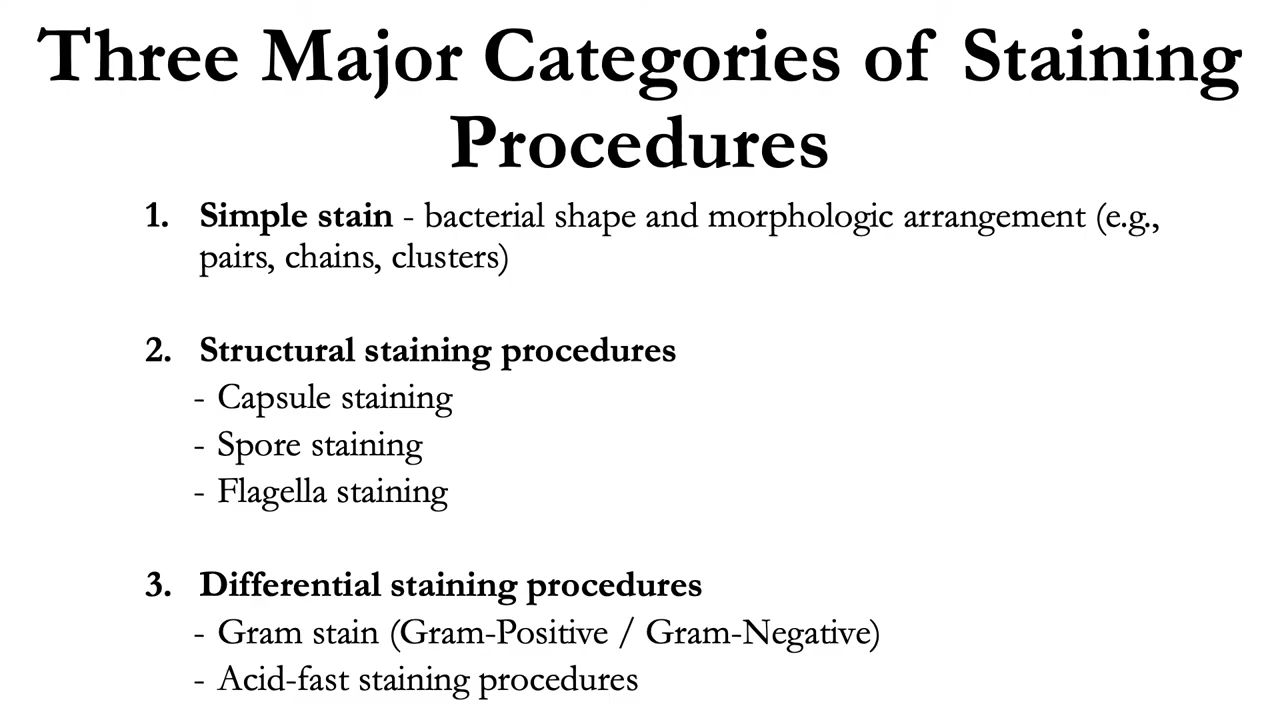 Three Major Categories of Staining
Procedures
1. Simple stain - bacterial shape and morphologic arrangement (e.g.,
pairs, chains, clusters)
2. Structural staining procedures
- Capsule staining
- Spore staining
- Flagella staining
3. Differential staining procedures
- Gram stain (Gram-Positive / Gram-Negative)
- Acid-fast staining procedures